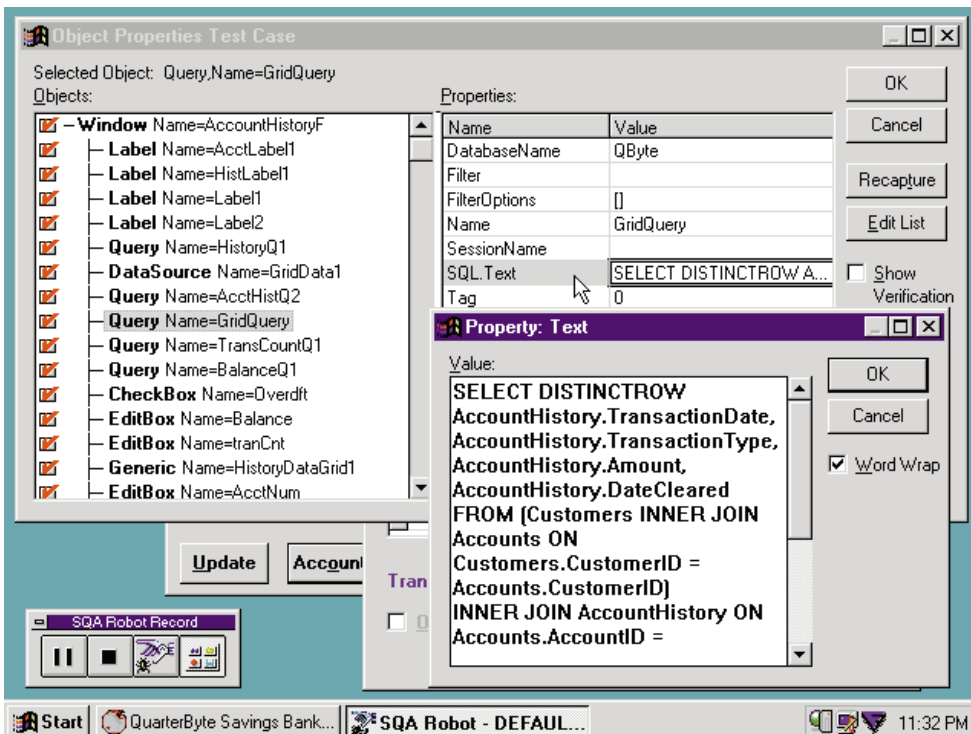 Object Properties Test Case
Selected Object: Query,Name=GridQuery
Objects:
Window Name=AccountHistoryF
Label Name=AcctLabel1
Label Name=HistLabel1
Label Name=Label1
Label Name=Label2
Query Name=HistoryQ1
DataSource Name=GridData1
Query Name=AcctHistQ2
Query Name=GridQuery
Query Name=TransCountQ1
Query Name=BalanceQ1
CheckBox Name=Overdft
EditBox Name=Balance
EditBox Name=tranCnt
Generic Name=HistoryDataGrid1
EditBox Name=AcctNum
Properties:
Name Value
DatabaseName QByte
Filter
FilterOptions []
Name GridQuery
SessionName
SQL.Text SELECT DISTINCTROW A...
Tag 0
OK
Cancel
Recapture
Edit List
Show
Verification
Property: Text
Value:
SELECT DISTINCTROW
AccountHistory.TransactionDate,
AccountHistory.TransactionType,
AccountHistory.Amount,
AccountHistory.DateCleared
FROM (Customers INNER JOIN
Accounts ON
Customers.CustomerID =
Accounts.CustomerID)
INNER JOIN AccountHistory ON
Accounts.AccountID =
OK
Cancel
Word Wrap
Update
Accoun
Tran
O
SQA Robot Record
Start
QuarterByte Savings Bank...
SQA Robot - DEFAUL...
11:32 PM